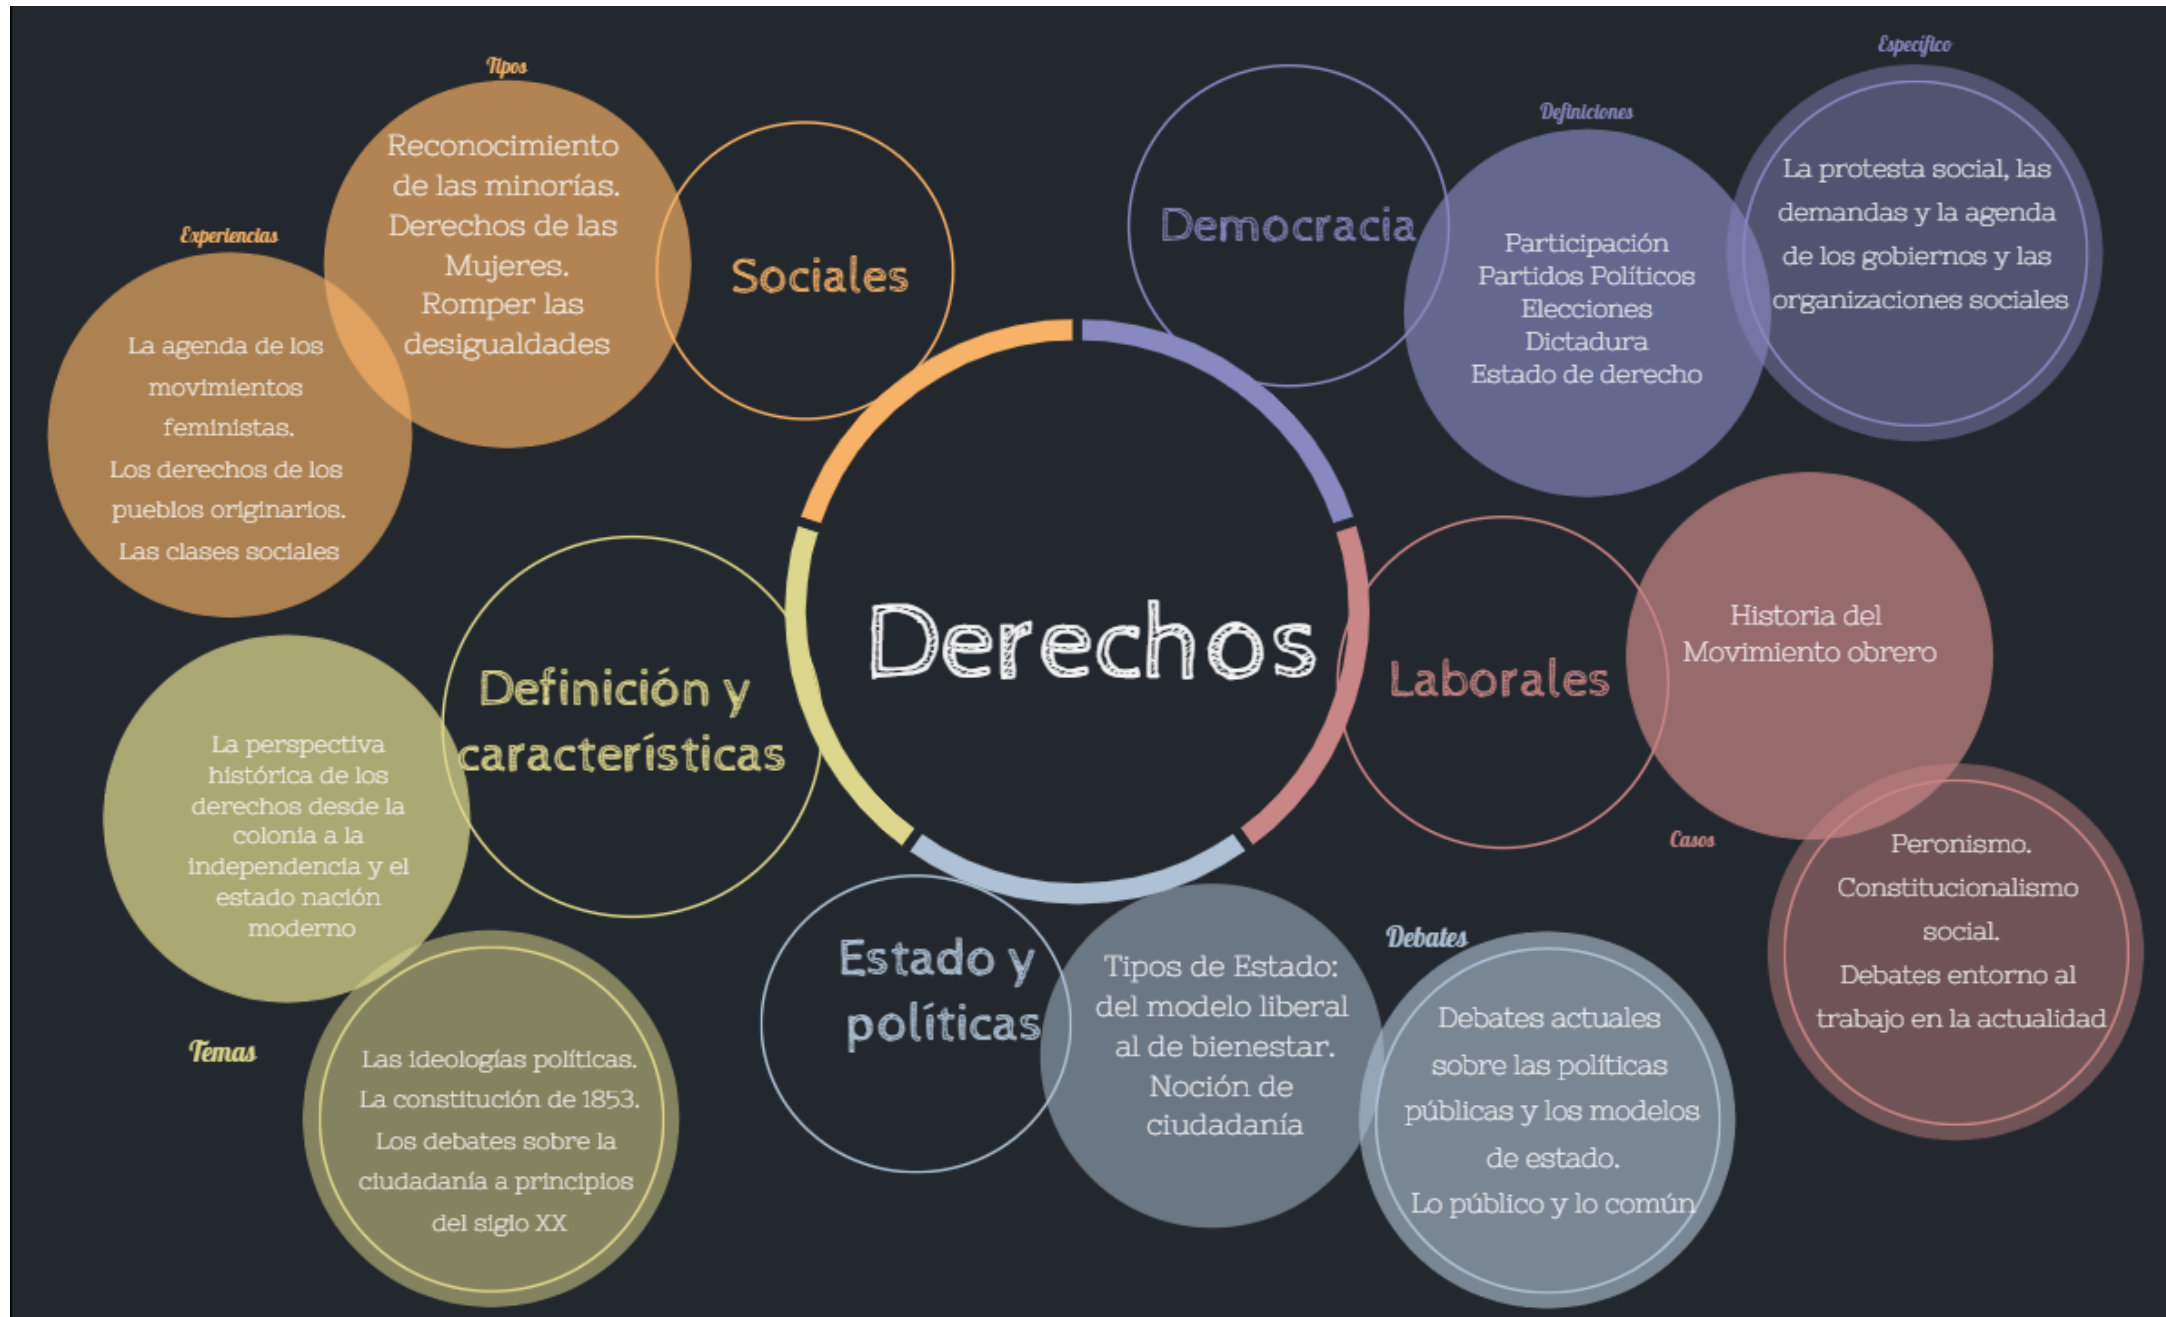 Tipos
Reconocimiento
de las minorías.
Derechos de las
Mujeres.
Romper las
desigualdades
Experiencias
La agenda de los
movimientos
feministas.
Los derechos de los
pueblos originarios.
Las clases sociales
Sociales
Democracia
Definiciones
Participación
Partidos Políticos
Elecciones
Dictadura
Estado de derecho
Específico
La protesta social, las
demandas y la agenda
de los gobiernos y las
organizaciones sociales
Derechos
Definición y
características
La perspectiva
histórica de los
derechos desde la
colonia a la
independencia y el
estado nación
moderno
Temas
Las ideologías políticas.
La constitución de 1853.
Los debates sobre la
ciudadanía a principios
del siglo XX
Laborales
Historia del
Movimiento obrero
Casos
Peronismo.
Constitucionalismo
social.
Debates entorno al
trabajo en la actualidad
Estado y
políticas
Tipos de Estado:
del modelo liberal
al de bienestar.
Noción de
ciudadanía
Debates
Debates actuales
sobre las políticas
públicas y los modelos
de estado.
Lo público y lo común